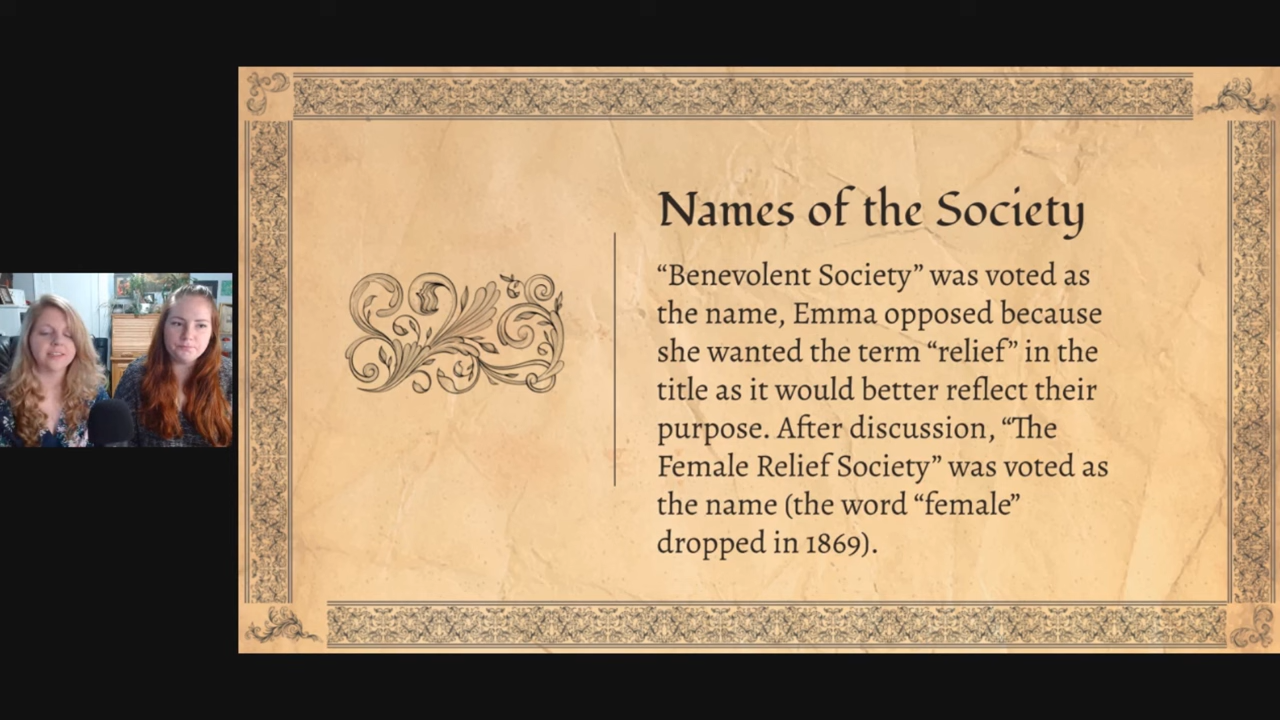 Names of the Society
“Benevolent Society” was voted as
the name, Emma opposed because
she wanted the term “relief” in the
title as it would better reflect their
purpose. After discussion, “The
Female Relief Society” was voted as
the name (the word “female”
dropped in 1869).